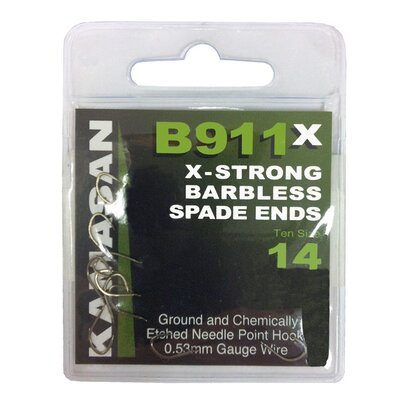 KAMASAN
B911x
X-STRONG
BARBLESS
SPADE ENDS
Ten Size
14
Ground and Chemically
Etched Needle Point Hook
0.53mm Gauge Wire